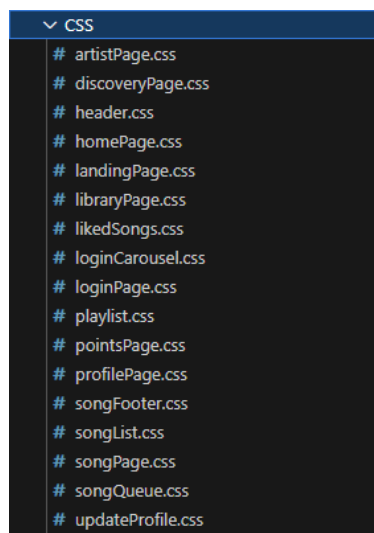 CSS
# artistPage.css
# discoveryPage.css
# header.css
# homePage.css
# landingPage.css
# libraryPage.css
# likedSongs.css
# loginCarousel.css
# loginPage.css
# playlist.css
# pointsPage.css
# profilePage.css
# songFooter.css
# songList.css
# songPage.css
# songQueue.css
# updateProfile.css